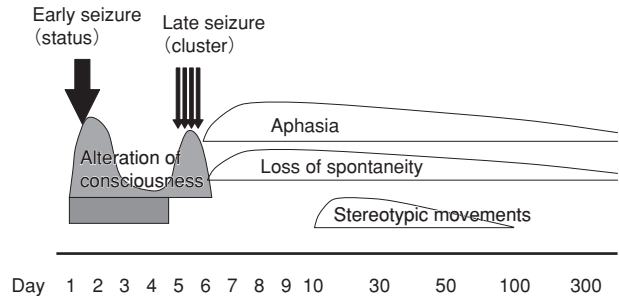 Early seizure
（status）
Late seizure
（cluster）
Aphasia
Alteration of
consciousness
Loss of spontaneity
Stereotypic movements
Day 1 2 3 4 5 6 7 8 9 10 30 50 100 300